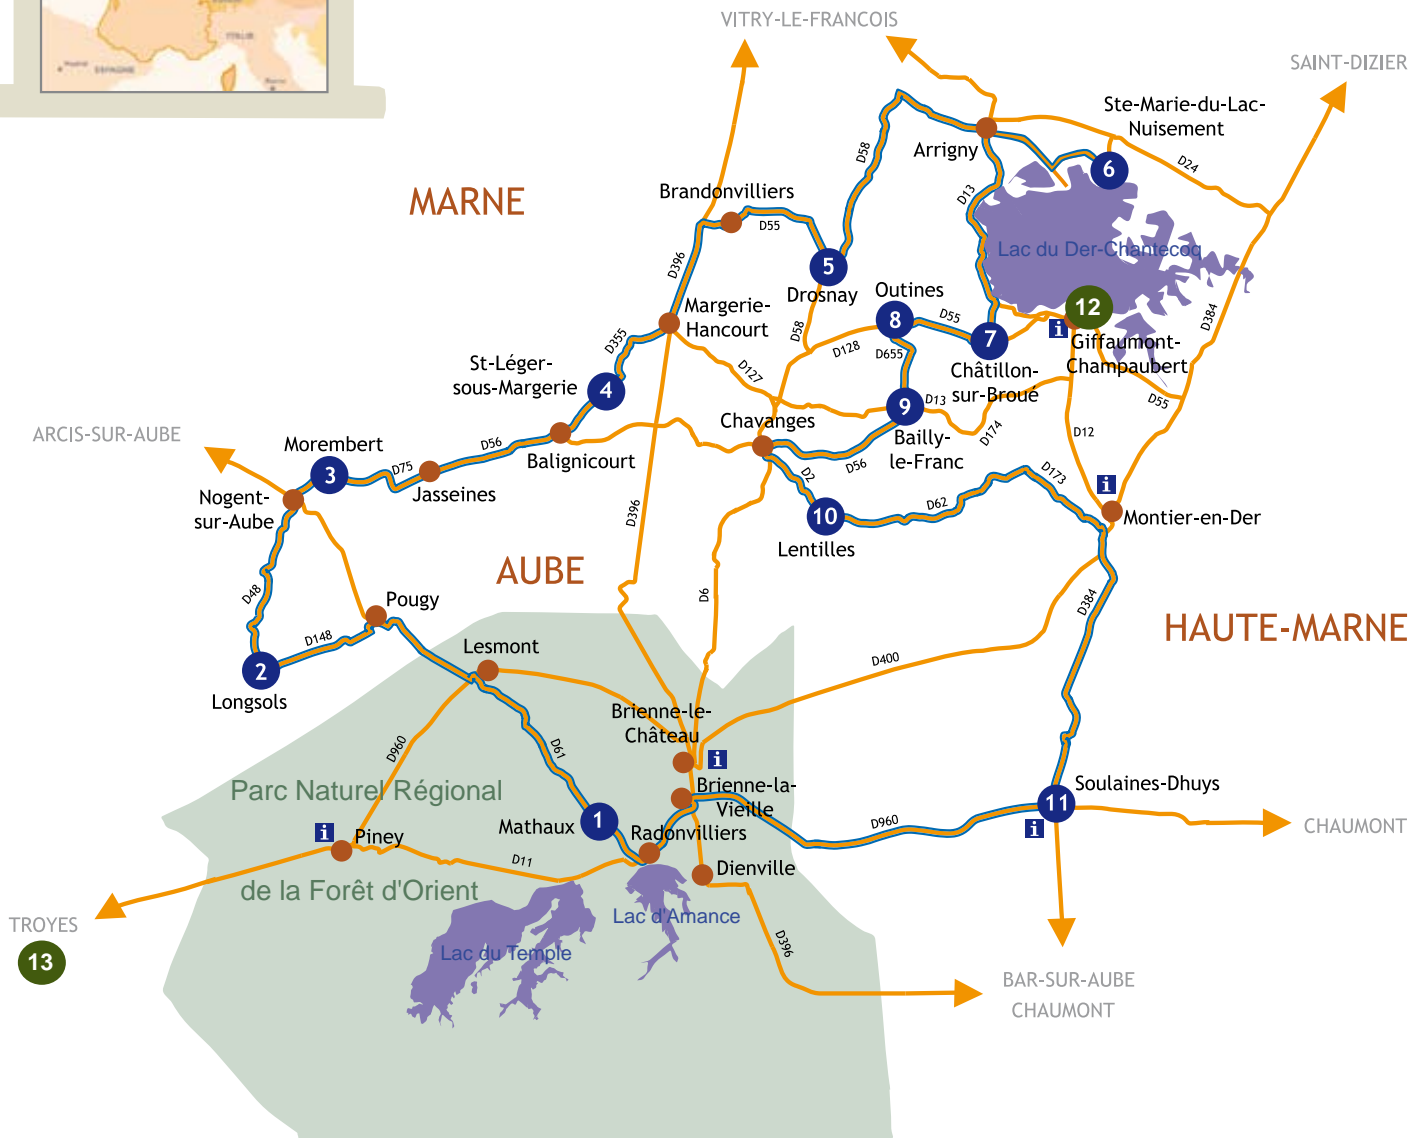 VITRY-LE-FRANCOIS
ITALIE
ESPAGNE
SAINT-DIZIER
Ste-Marie-du-Lac-
Nuisement
Arrigny
D58
D24
6
D13
MARNE
Brandonvilliers
D55
Lac du Der-Chantecoq
D396
5
Drosnay
Outines
12
D384
Margerie-
Hancourt
8
D55
i
D58
7
Giffaumont-
Champaubert
D355
D128
D655
St-Léger-
sous-Margerie
4
D127
Châtillon-
sur-Broué
D55
9
D13
Chavanges
D174
D12
ARCIS-SUR-AUBE
Morembert
D56
Bailly-
le-Franc
3
D75
Balignicourt
D56
D2
D173
Jasseines
i
Nogent-
sur-Aube
D396
10
D62
Montier-en-Der
Lentilles
AUBE
D48
Pougy
D6
D384
D148
HAUTE-MARNE
Lesmont
D400
2
Longsols
Brienne-le-
Château
D960
D61
i
Parc Naturel Régional
Brienne-la-
Vieille
Soulaines-Dhuys
11
Mathaux
1
D960
i
CHAUMONT
i
Piney
Radonvilliers
D11
Dienville
de la Forêt d'Orient
Lac d'Amance
TROYES
13
Lac du Temple
D396
BAR-SUR-AUBE
CHAUMONT